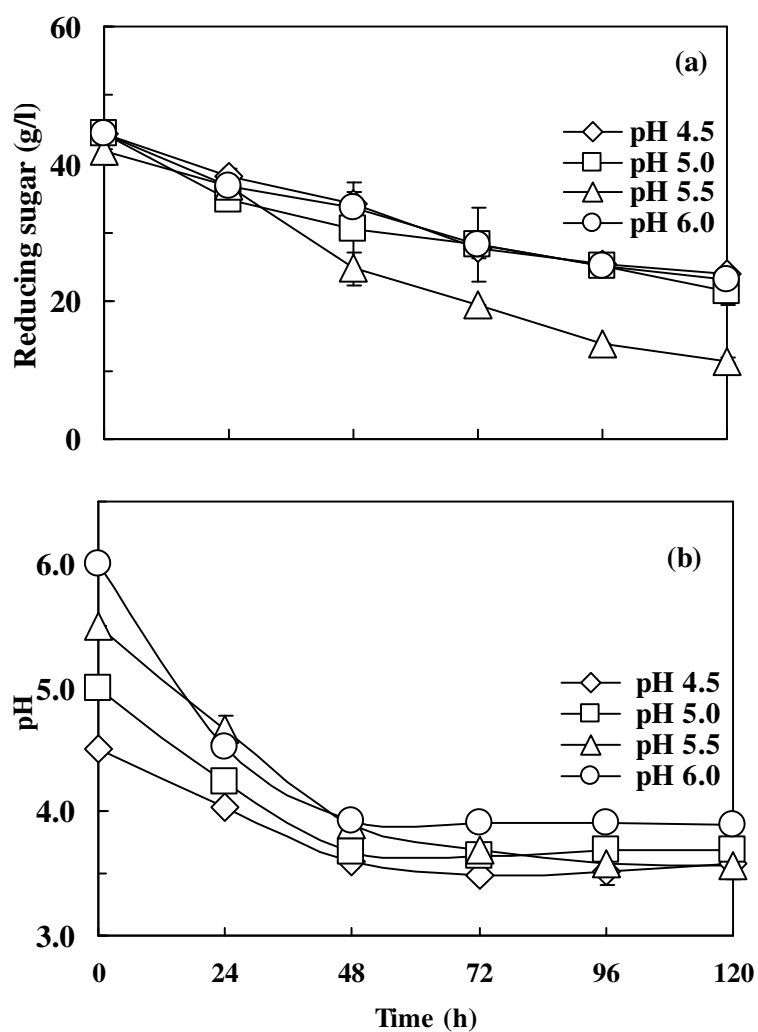 60
(a)
Reducing sugar (g/l)
pH 4.5
pH 5.0
pH 5.5
pH 6.0
40
20
0
6.0
(b)
5.0
pH
pH 4.5
pH 5.0
pH 5.5
pH 6.0
4.0
3.0
0 24 48 72 96 120
Time (h)